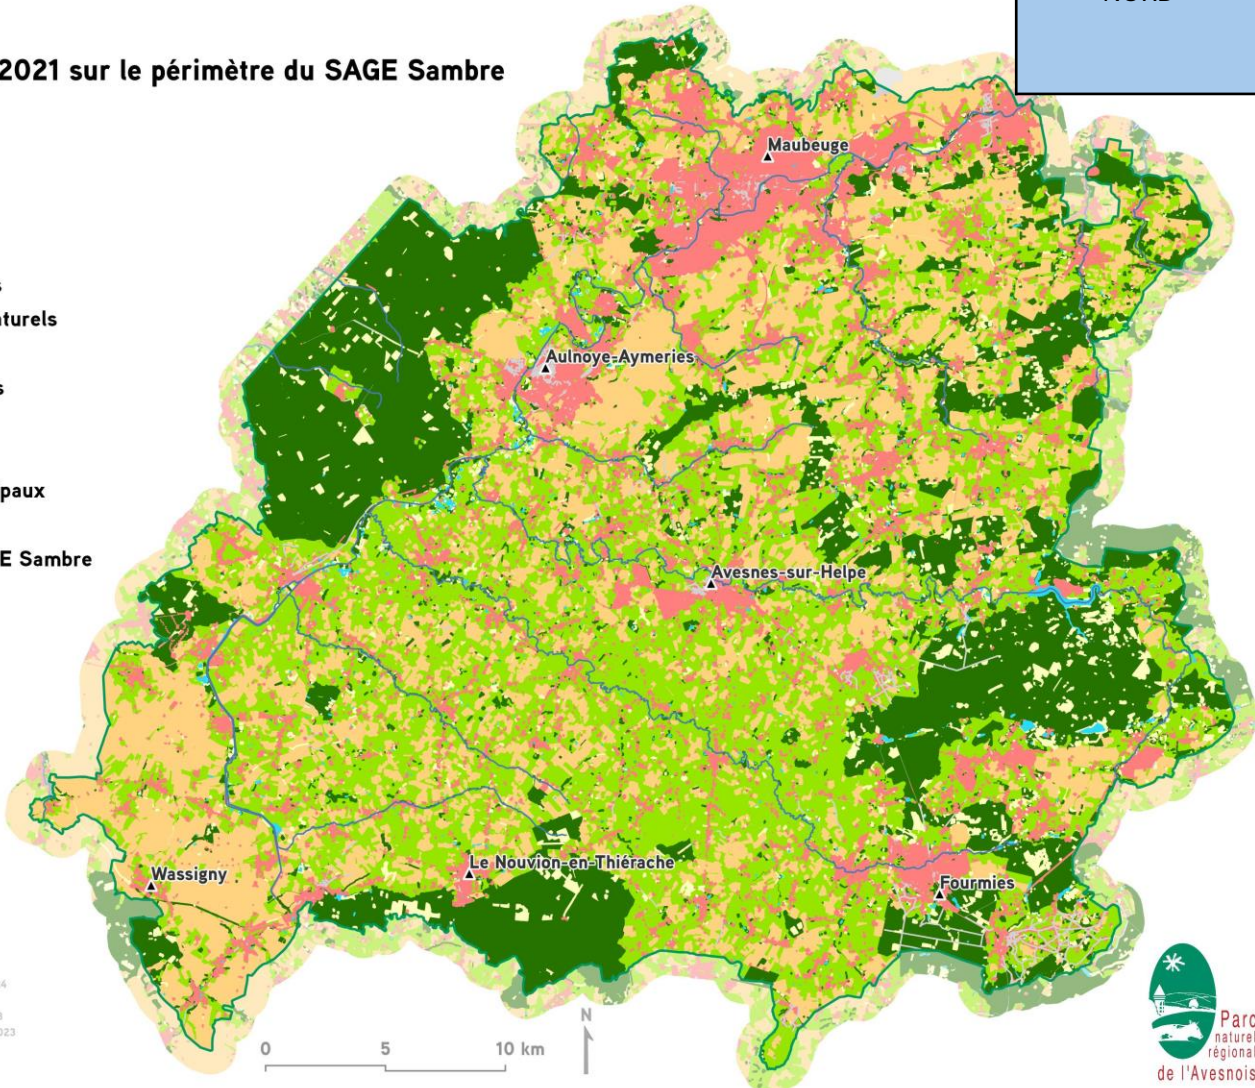 NORD
2021 sur le périmètre du SAGE Sambre
Maubeuge
s
aturels
Aulnoye-Aymeries
s
paux
E Sambre
Avesnes-sur-Helpe
Wassigny
Le Nouvion-en-Thiérache
Fourmies
N
0 5 10 km
Parc
naturel
régional
de l'Avesnois